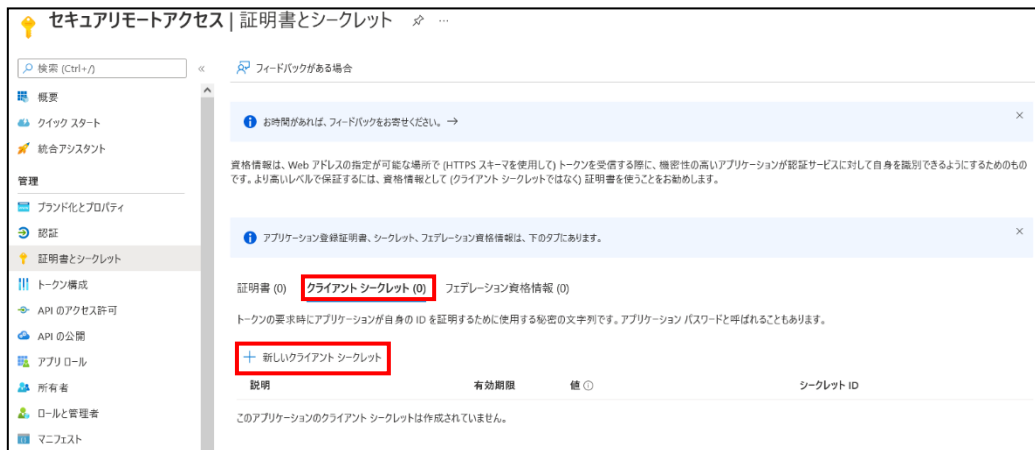 セキュアリモートアクセス | 証明書とシークレット ...
検索 (Ctrl+/)
«
フィードバックがある場合
概要
クイック スタート
統合アシスタント
管理
ブランド化とプロパティ
認証
証明書とシークレット
トークン構成
API のアクセス許可
API の公開
アプリ ロール
所有者
ロールと管理者
マニフェスト
お時間があれば、フィードバックをお寄せください。 →
資格情報は、Web アドレスの指定が可能な場所で (HTTPS スキーマを使用して) トークンを受信する際に、機密性の高いアプリケーションが認証サービスに対して自身を識別できるようにするためのもの
です。より高いレベルで保証するには、資格情報として (クライアント シークレットではなく) 証明書を使うことをお勧めします。
アプリケーション登録証明書、シークレット、フェデレーション資格情報は、下のタブにあります。
証明書 (0) クライアント シークレット (0) フェデレーション資格情報 (0)
トークンの要求時にアプリケーションが自身の ID を証明するために使用する秘密の文字列です。アプリケーション パスワードと呼ばれることもあります。
+ 新しいクライアント シークレット
説明 有効期限 値 シークレット ID
このアプリケーションのクライアント シークレットは作成されていません。